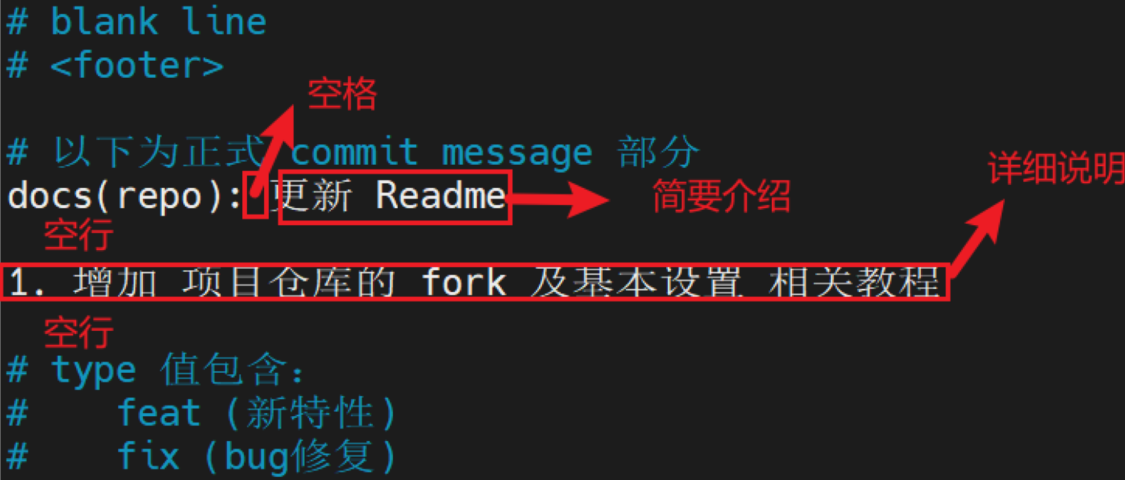 # blank line
# <footer>
空格
# 以下为正式 commit message 部分
docs(repo): 更新 Readme
简要介绍
详细说明
空行
1. 增加 项目仓库的 fork 及基本设置 相关教程
空行
# type 值包含：
#    feat (新特性)
#    fix (bug修复)